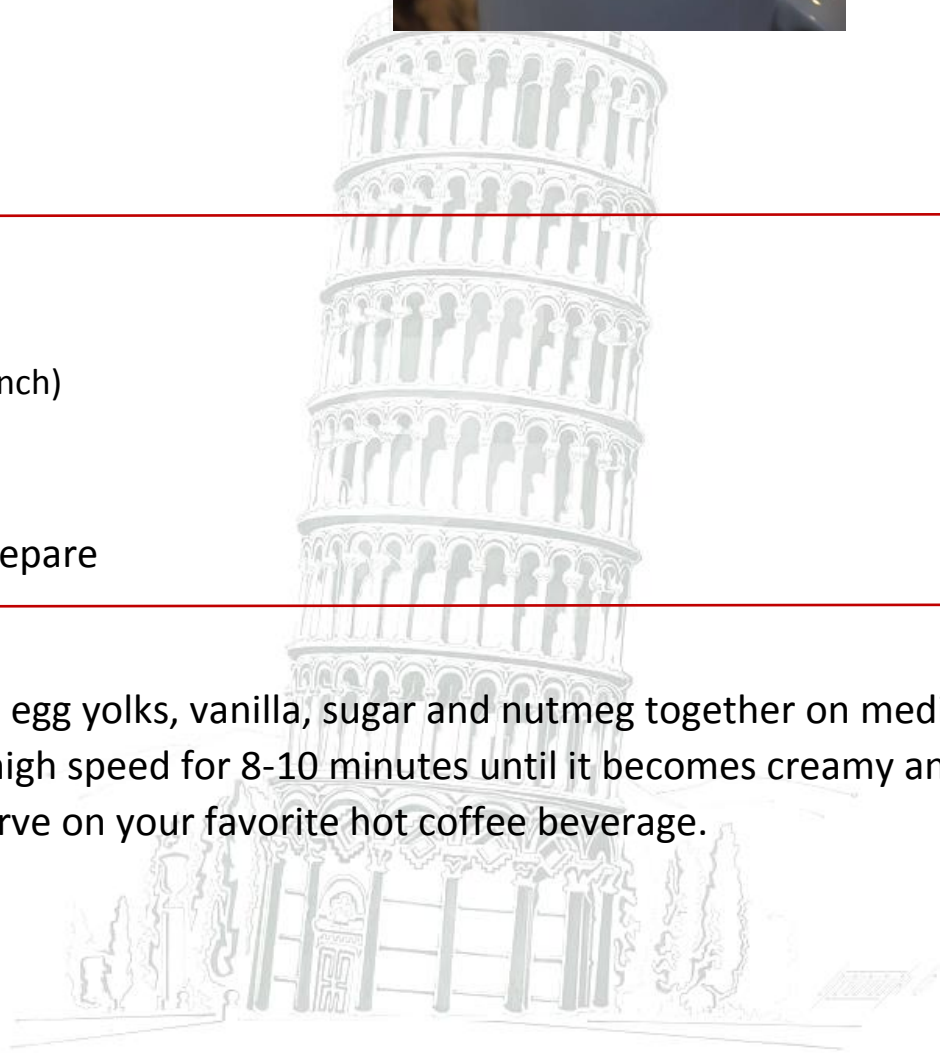 nch)
epare
egg yolks, vanilla, sugar and nutmeg together on med
high speed for 8-10 minutes until it becomes creamy an
rve on your favorite hot coffee beverage.